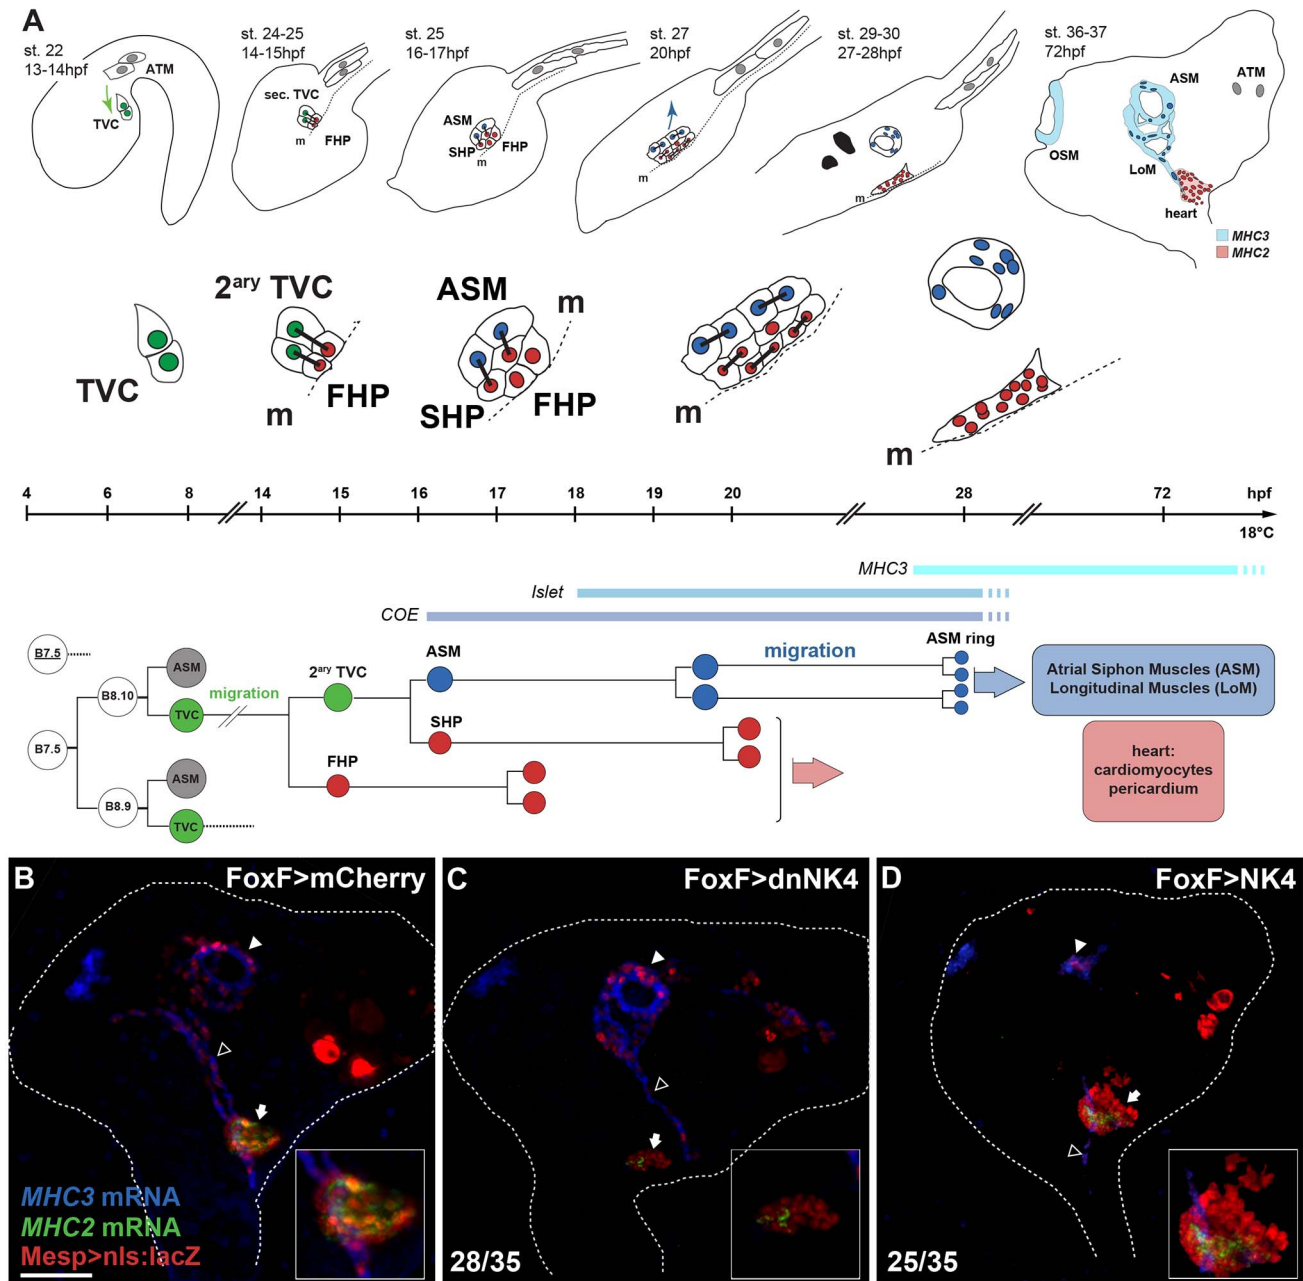 A
st. 22
13-14hpf
ATM
TVC
st. 24-25
14-15hpf
sec. TVC
m
FHP
st. 25
16-17hpf
ASM
SHP
FHP
m
st. 27
20hpf
m
st. 29-30
27-28hpf
m
st. 36-37
72hpf
ASM
ATM
OSM
LoM
heart
MHC3
MHC2
TVC
2ary TVC
m
FHP
ASM
m
SHP
FHP
m
m
4 6 8 14 15 16 17 18 19 20 28 72 hpf
18°C
MHC3
Islet
COE
B7.5
ASM
B8.10
TVC
migration
2ary TVC
ASM
SHP
FHP
migration
ASM ring
Atrial Siphon Muscles (ASM)
Longitudinal Muscles (LoM)
B7.5
ASM
B8.9
TVC
heart:
cardiomyocytes
pericardium
B
FoxF>mCherry
MHC3 mRNA
MHC2 mRNA
Mesp>nls:lacZ
C
FoxF>dnNK4
28/35
D
FoxF>NK4
25/35